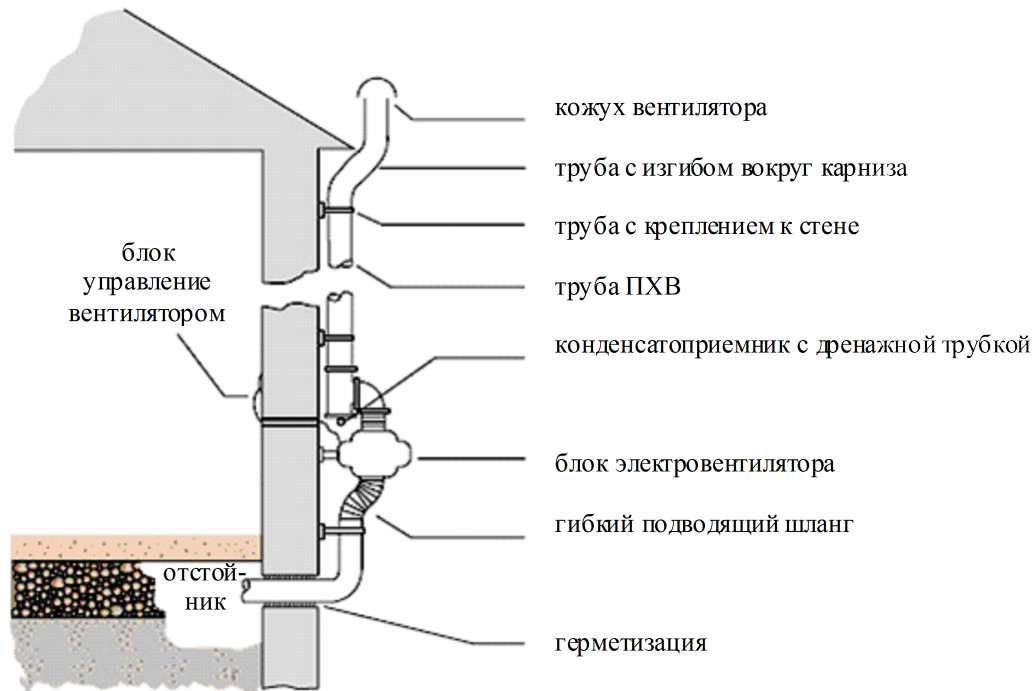 кожух вентилятора
труба с изгибом вокруг карниза
труба с креплением к стене
блок
управление
вентилятором
труба ПХВ
конденсатоприемник с дренажной трубкой
блок электровентилятора
гибкий подводящий шланг
отстой-
ник
герметизация